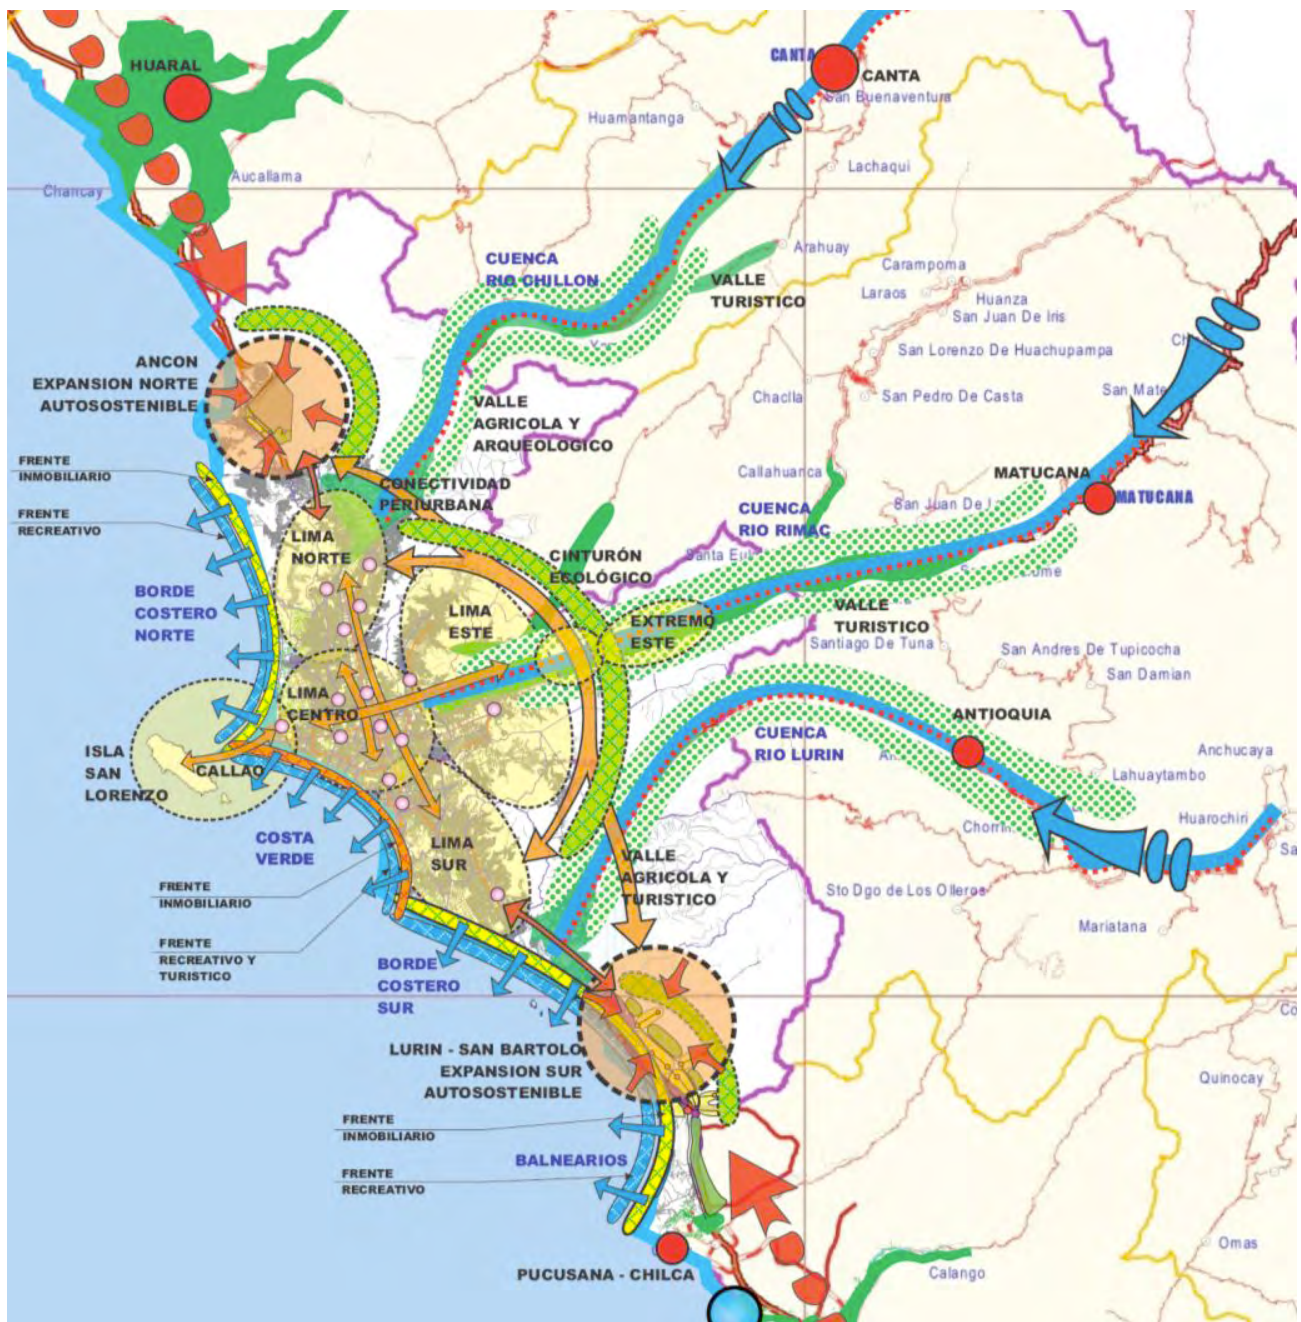 HUARAL
CANTA
CANTA
San Buenaventura
Huamantanga
Lachaqui
Aucallama
Chancay
Arahuay
CUENCA
RIO CHILLON
VALLE
TURISTICO
Carampoma
Laraos
Huanza
San Juan De Iris
San Lorenzo De Huachupampa
ANCON
EXPANSION NORTE
AUTOSOSTENIBLE
San Mate
Chaclla
San Pedro De Casta
VALLE
AGRICOLA Y
ARQUEOLOGICO
FRENTE
INMOBILIARIO
Callahuanca
MATUCANA
MATUCANA
CONECTIVIDAD
PERIURBANA
San Juan De
CUENCA
RIO RIMAC
FRENTE
RECREATIVO
LIMA
NORTE
CINTURÓN
ECOLÓGICO
Santa Eul
BORDE
COSTERO
NORTE
LIMA
ESTE
EXTREMO
ESTE
VALLE
TURISTICO
Santiago De Tuna
San Andres De Tupicocha
San Damian
LIMA
CENTRO
ANTIOQUIA
CUENCA
RIO LURIN
ISLA
SAN
LORENZO
CALLAO
Anchucaya
Lahuaytambo
Huarochiri
Chorrin
COSTA
VERDE
LIMA
SUR
VALLE
AGRICOLA Y
TURISTICO
FRENTE
INMOBILIARIO
Sto Dgo de Los Olleros
Mariatana
FRENTE
RECREATIVO Y
TURISTICO
BORDE
COSTERO
SUR
LURIN - SAN BARTOLO
EXPANSION SUR
AUTOSOSTENIBLE
Quinocay
FRENTE
INMOBILIARIO
BALNEARIOS
FRENTE
RECREATIVO
Omas
PUCUSANA - CHILCA
Calango